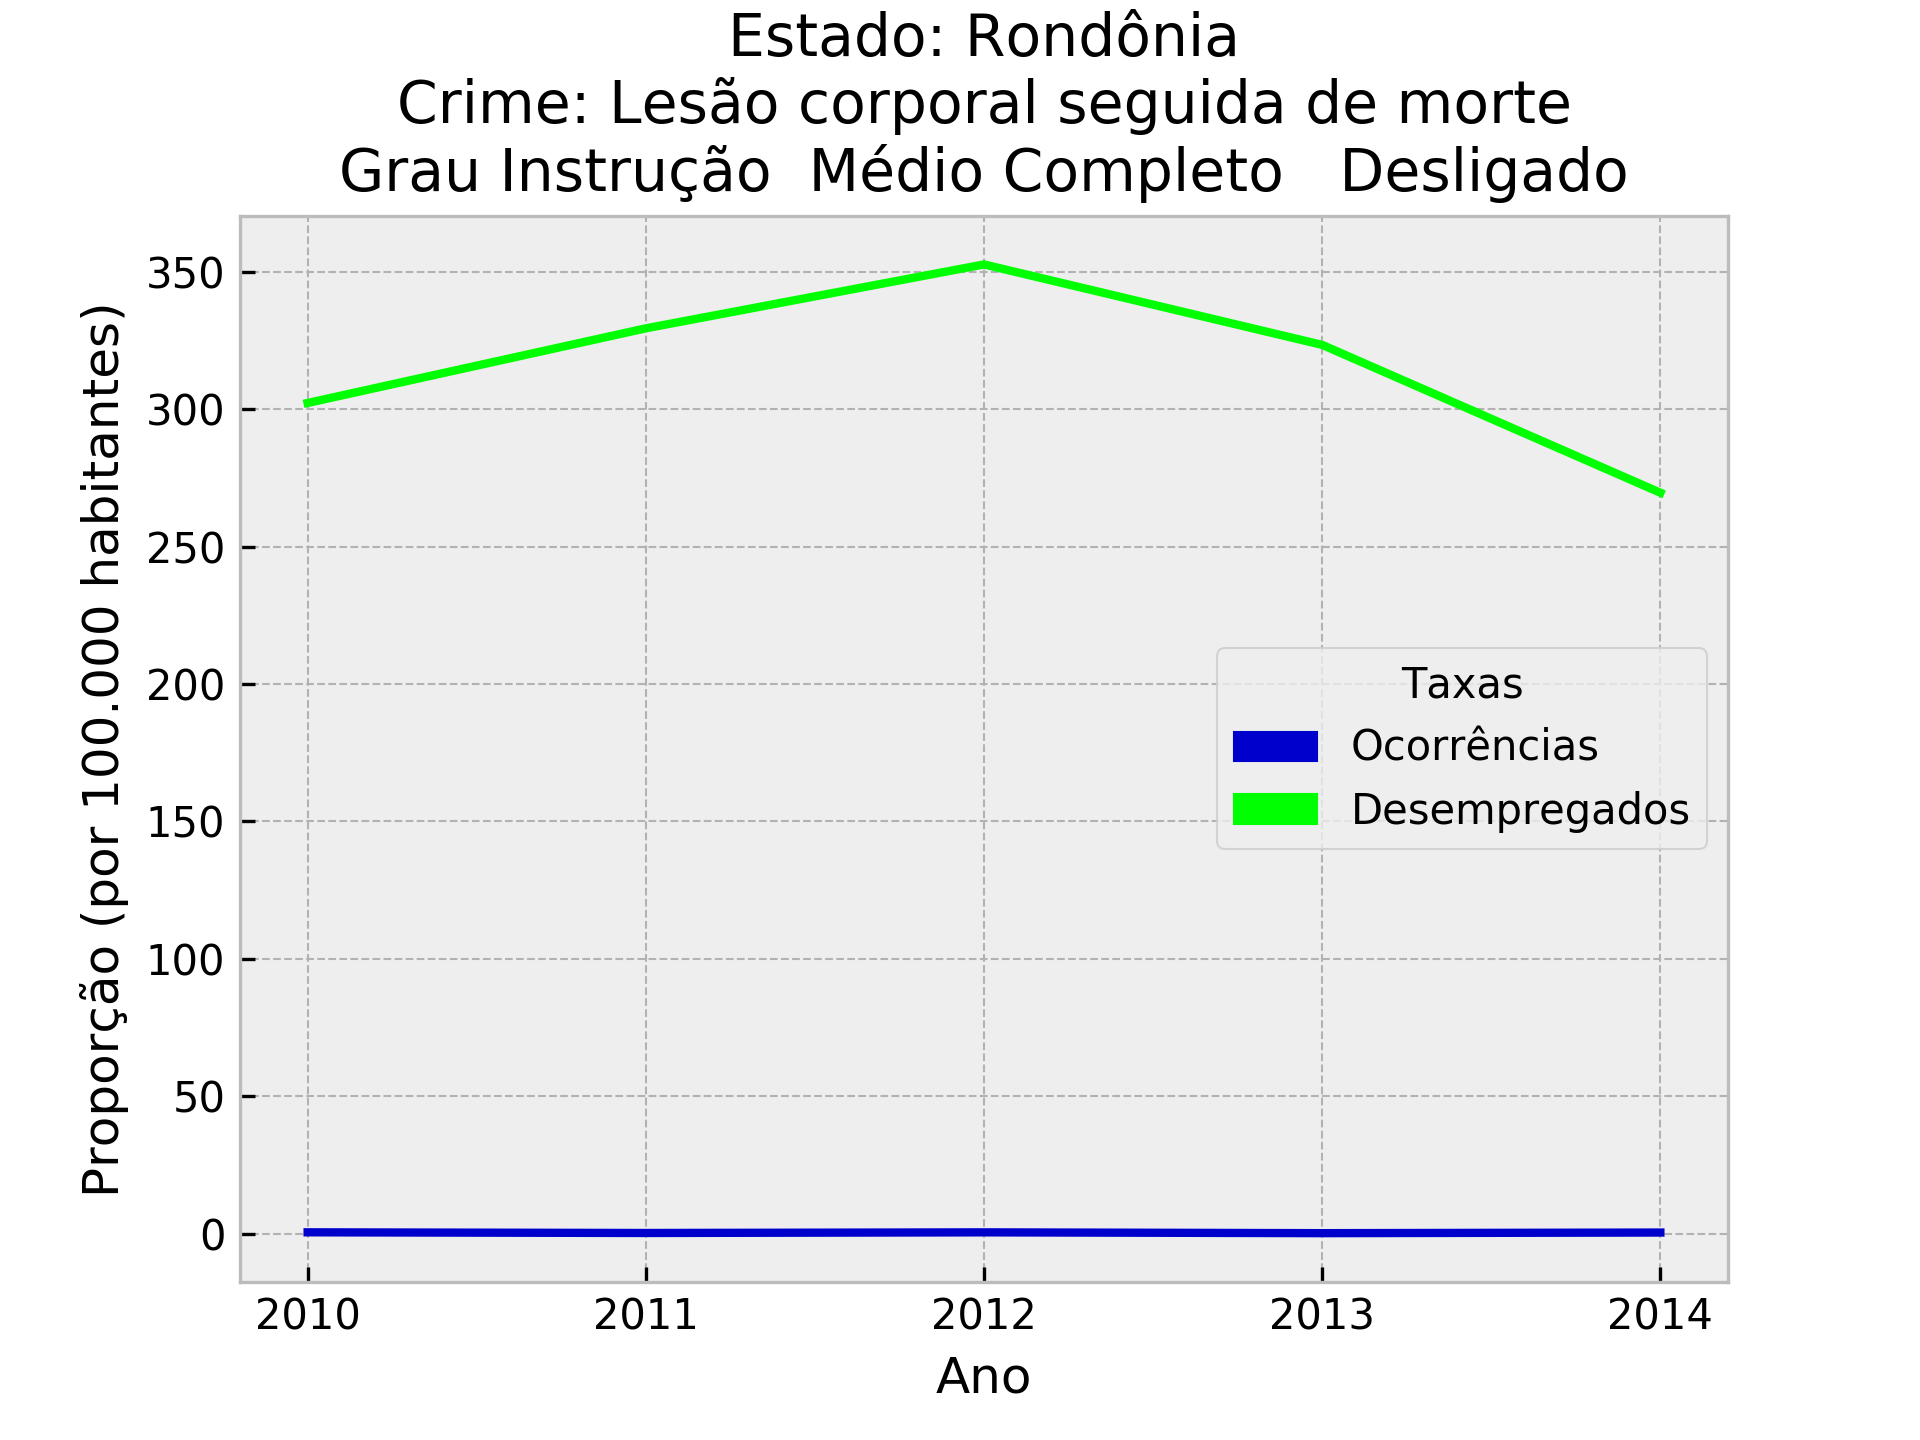 Estado: Rondônia
Crime: Lesão corporal seguida de morte
Grau Instrução  Médio Completo   Desligado
Proporção (por 100.000 habitantes)
350
300
250
200
150
100
50
0
Taxas
Ocorrências
Desempregados
2010 2011 2012 2013 2014
Ano